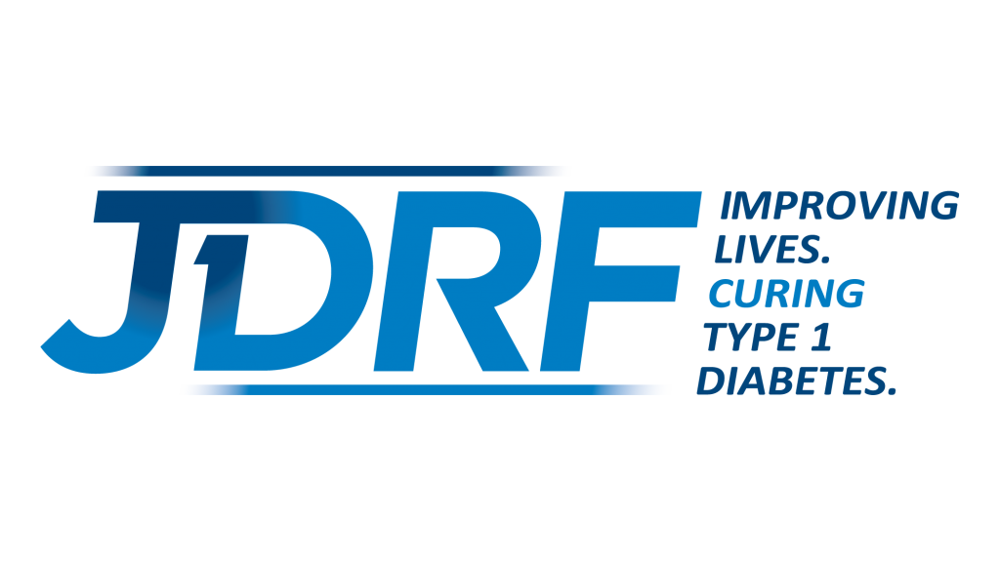 JDRF
IMPROVING
LIVES.
CURING
TYPE 1
DIABETES.